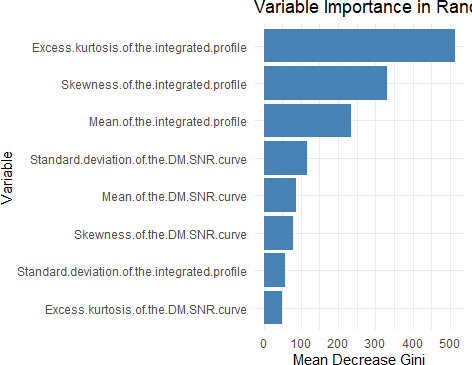 Variable Importance in Rand
Excess.kurtosis.of.the.integrated.profile
Skewness.of.the.integrated.profile
Mean.of.the.integrated.profile
Standard.deviation.of.the.DM.SNR.curve
Mean.of.the.DM.SNR.curve
Skewness.of.the.DM.SNR.curve
Standard.deviation.of.the.integrated.profile
Excess.kurtosis.of.the.DM.SNR.curve
Variable
0 100 200 300 400 500
Mean Decrease Gini